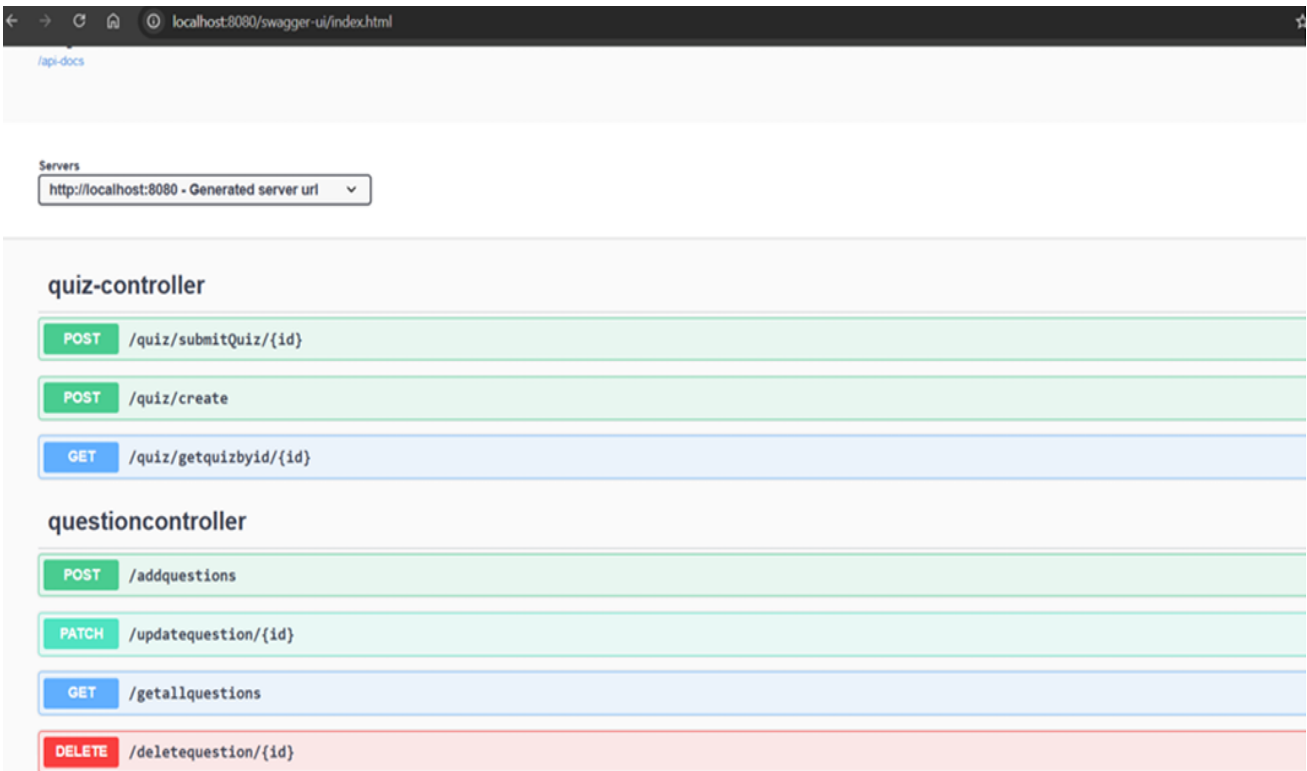 localhost:8080/swagger-ui/index.html
/api-docs
Servers
http://localhost:8080 - Generated server url
quiz-controller
POST /quiz/submitQuiz/{id}
POST /quiz/create
GET /quiz/getquizbyid/{id}
questioncontroller
POST /addquestions
PATCH /updatequestion/{id}
GET /getallquestions
DELETE /deletequestion/{id}